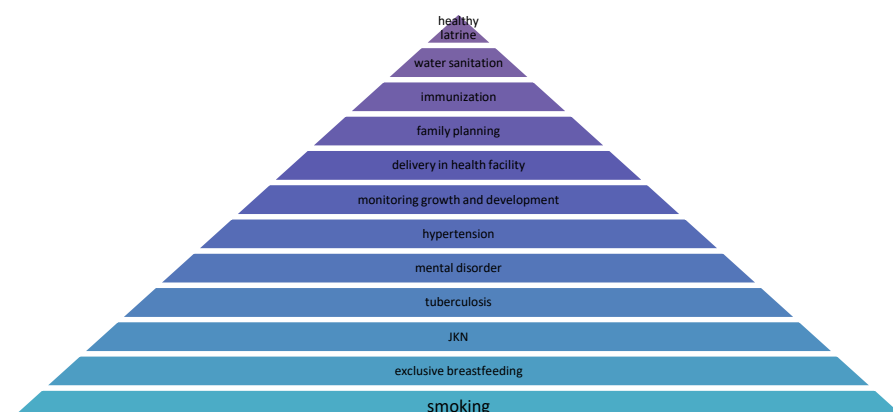 healthy
latrine
water sanitation
immunization
family planning
delivery in health facility
monitoring growth and development
hypertension
mental disorder
tuberculosis
JKN
exclusive breastfeeding
smoking